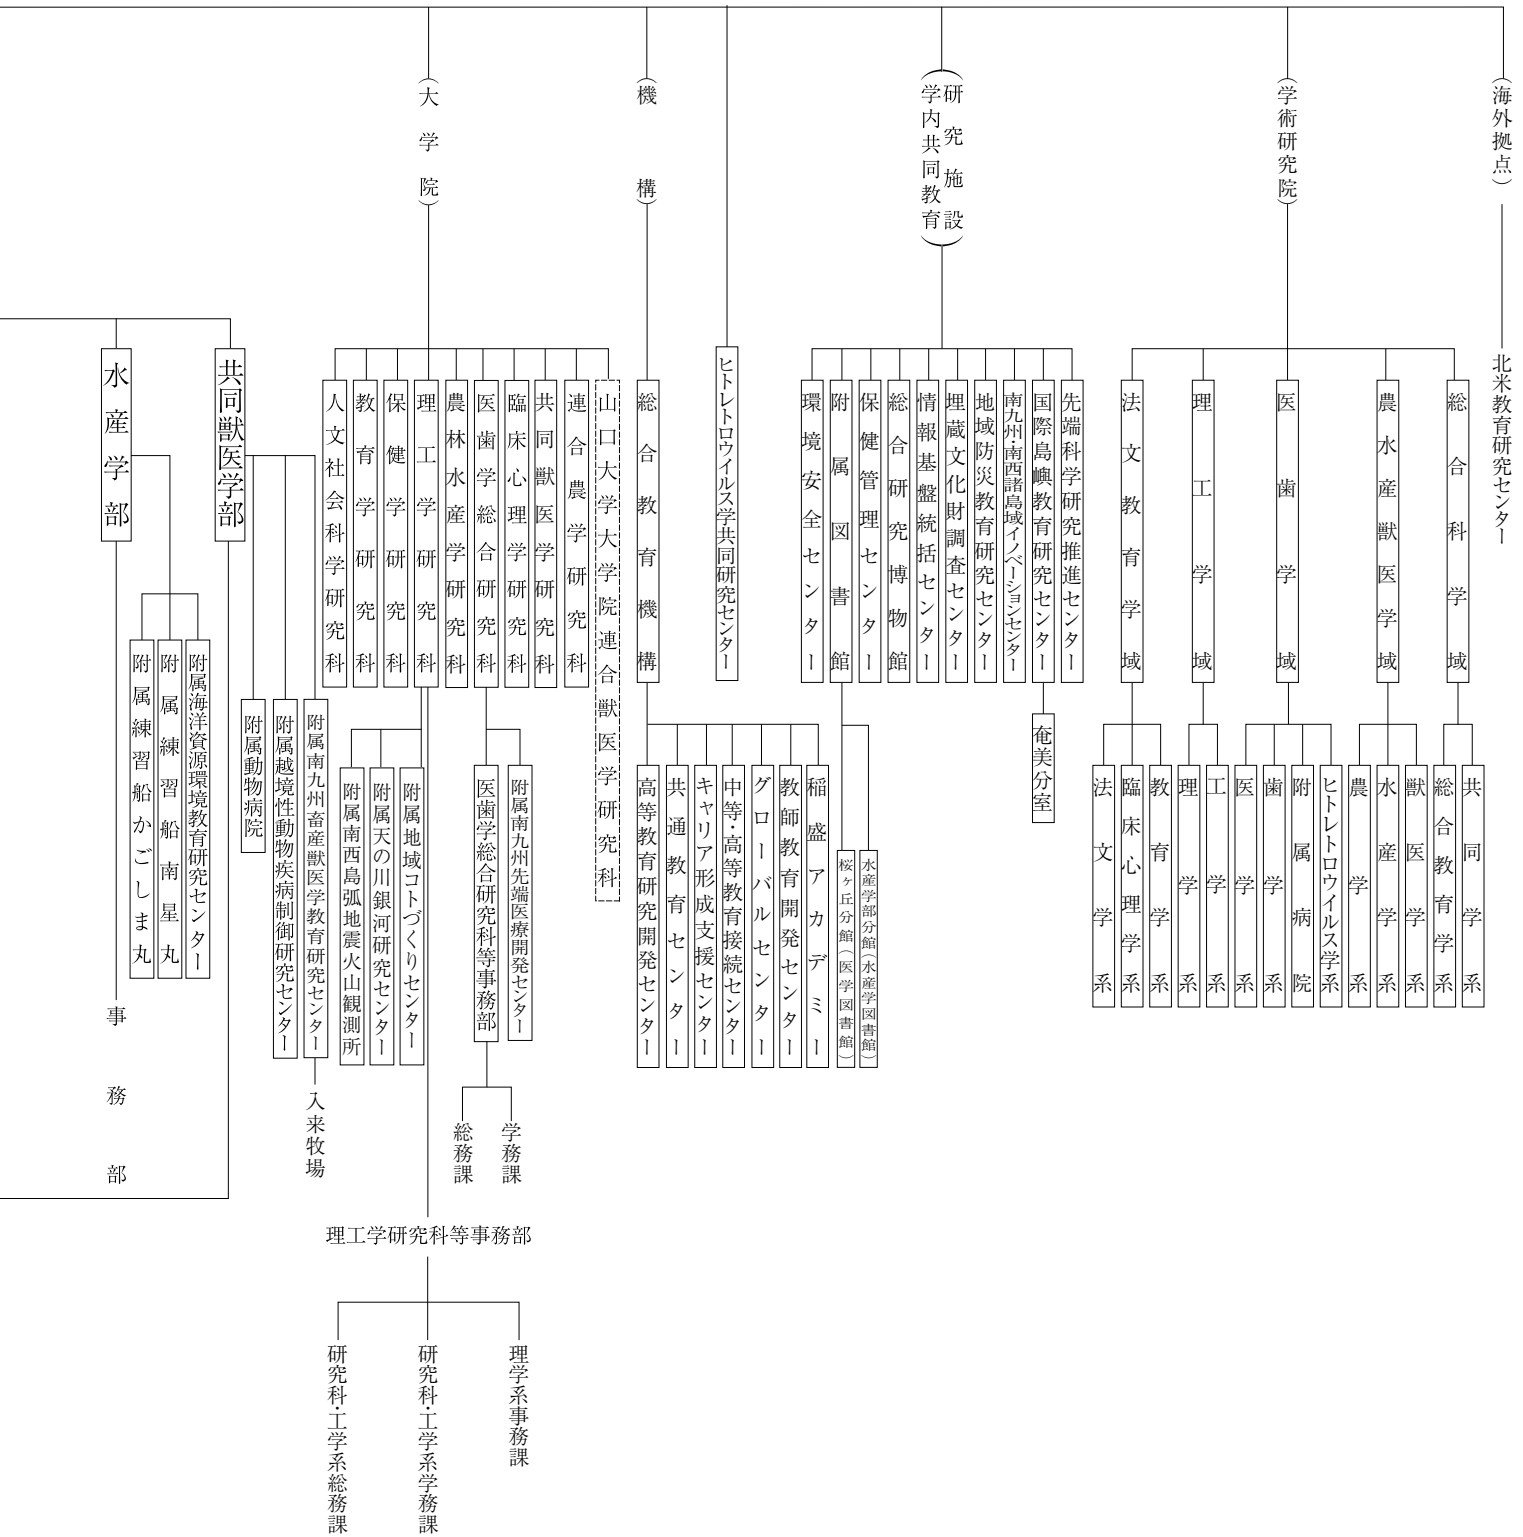 （海外拠点）
北米教育研究センター
（学術研究院）
総合科学域
共同学系
総合教育学系
農水産獣医学域
獣医学系
水産学系
農学系
医歯学域
ヒトレトロウイルス学系
附属病院
歯学系
医学系
理工学域
工学系
理学系
法文教育学域
教育学系
臨床心理学系
法文学系
（学内共同教育
研究施設）
先端科学研究推進センター
国際島嶼教育研究センター
奄美分室
南九州・南西諸島域イノベーションセンター
地域防災教育研究センター
埋蔵文化財調査センター
情報基盤統括センター
総合研究博物館
保健管理センター
附属図書館
水産学部分館（水産学図書館）
桜ヶ丘分館（医学図書館）
環境安全センター
ヒトレトロウイルス学共同研究センター
（機構）
総合教育機構
稲盛アカデミー
教師教育開発センター
グローバルセンター
中等・高等教育接続センター
キャリア形成支援センター
共通教育センター
高等教育研究開発センター
（大学院）
山口大学大学院連合獣医学研究科
連合農学研究科
共同獣医学研究科
臨床心理学研究科
医歯学総合研究科
附属南九州先端医療開発センター
医歯学総合研究科等事務部
学務課
総務課
農林水産学研究科
理工学研究科
附属地域コトづくりセンター
附属天の川銀河研究センター
附属南西島弧地震火山観測所
理工学研究科等事務部
理学系事務課
研究科・工学系学務課
研究科・工学系総務課
保健学研究科
教育学研究科
人文社会科学研究科
共同獣医学部
附属南九州畜産獣医学教育研究センター
入来牧場
附属越境性動物疾病制御研究センター
附属動物病院
水産学部
附属海洋資源環境教育研究センター
附属練習船南星丸
附属練習船かごしま丸
事務部